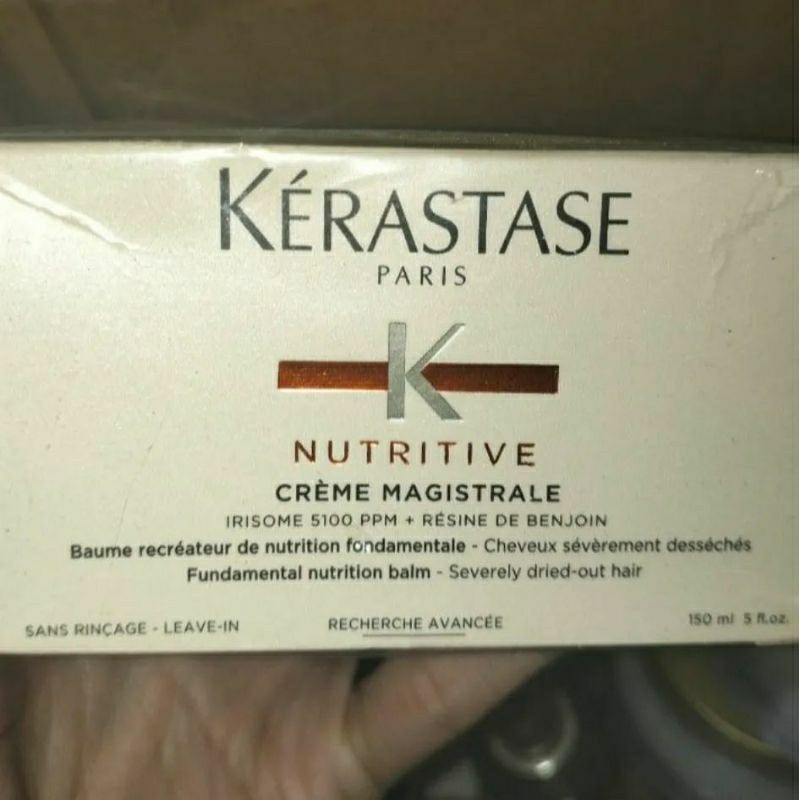 KÉRASTASE
PARIS
K
NUTRITIVE
CRÈME MAGISTRALE
IRISOME 5100 PPM + RÉSINE DE BENJOIN
Baume recréateur de nutrition fondamentale - Cheveux sévèrement desséchés
Fundamental nutrition balm - Severely dried-out hair
SANS RINÇAGE - LEAVE-IN RECHERCHE AVANCÉE 150 ml 5 fl.oz.